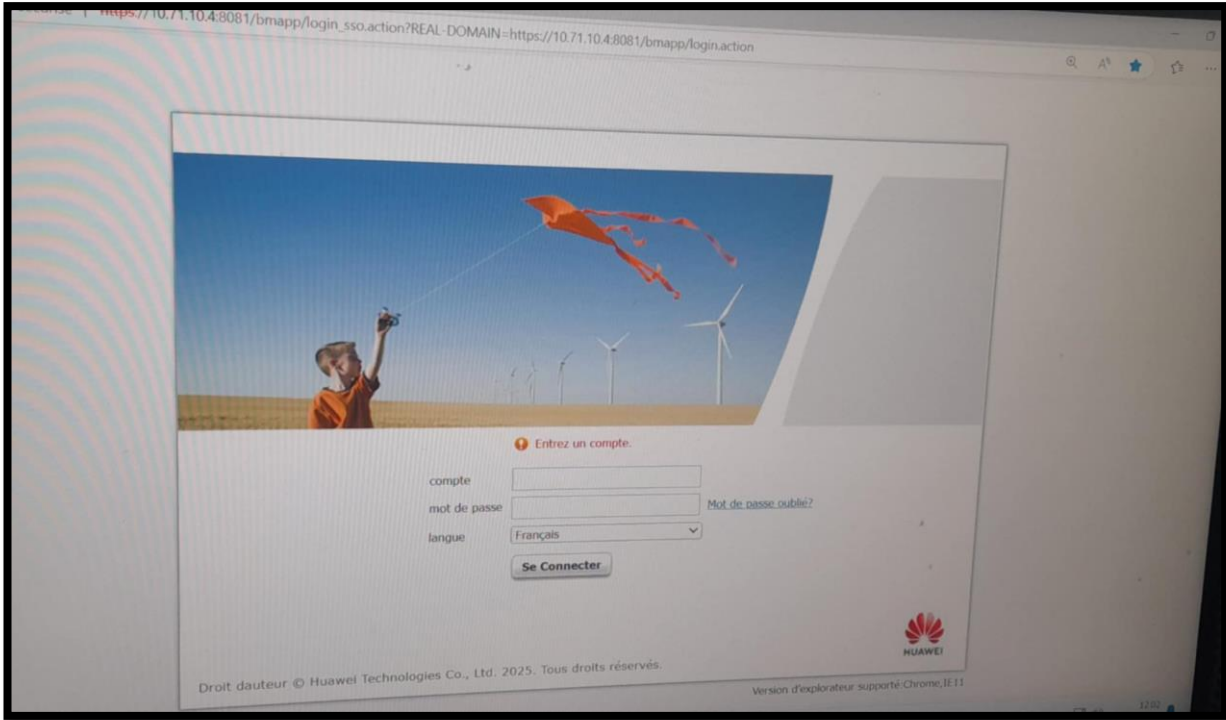 https://10.71.10.4:8081/bmapp/login_sso.action?REAL-DOMAIN=https://10.71.10.4:8081/bmapp/login.action
Entrez un compte.
compte
mot de passe
Mot de passe oublié?
langue
Français
Se Connecter
HUAWEI
Droit dauteur © Huawei Technologies Co., Ltd. 2025. Tous droits réservés.
Version d'explorateur supporté:Chrome,IE11
12:02